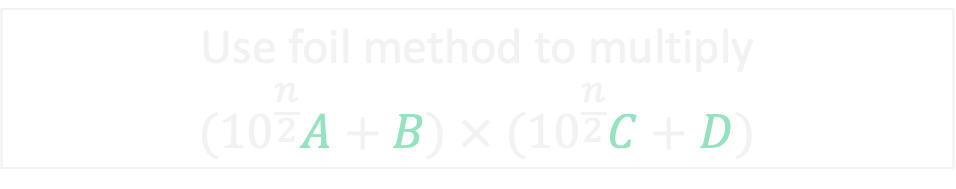 Use foil method to multiply
(10^{n/2}A + B) × (10^{n/2}C + D)